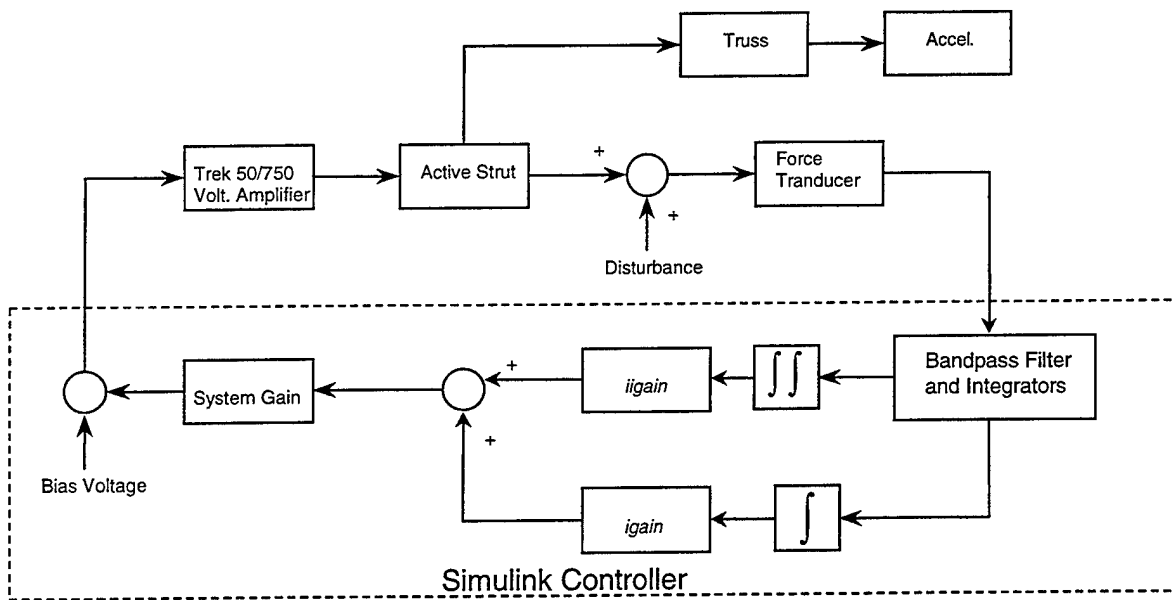 Truss
Accel.
Trek 50/750
Volt. Amplifier
Active Strut
+
Force
Tranducer
+
Disturbance
Bandpass Filter
and Integrators
+
∫∫
iigain
System Gain
+
Bias Voltage
∫
igain
Simulink Controller